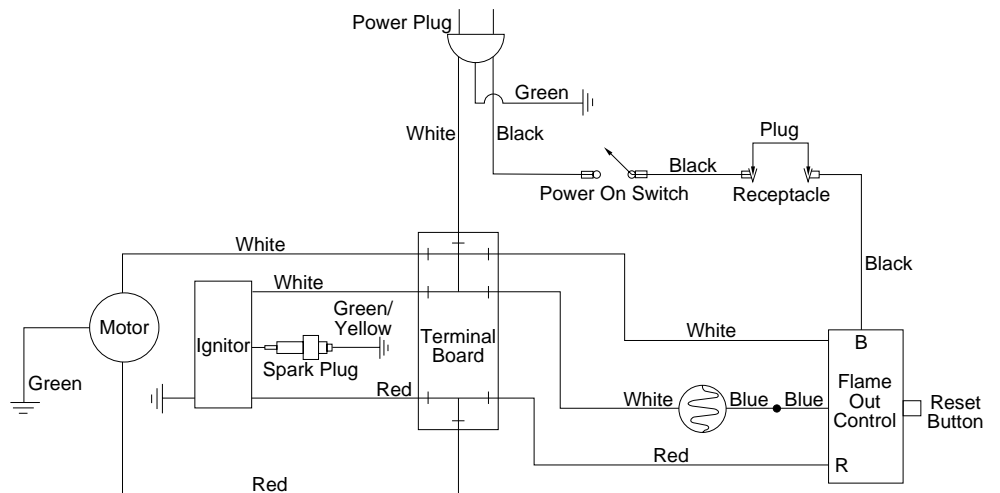 Power Plug
Green
White
Black
Plug
Black
Power On Switch
Receptacle
White
Black
White
Green/
Yellow
Motor
Ignitor
Terminal
Board
White
B
Spark Plug
Green
Red
White
Blue
Blue
Flame
Out
Control
Reset
Button
Red
R
Red